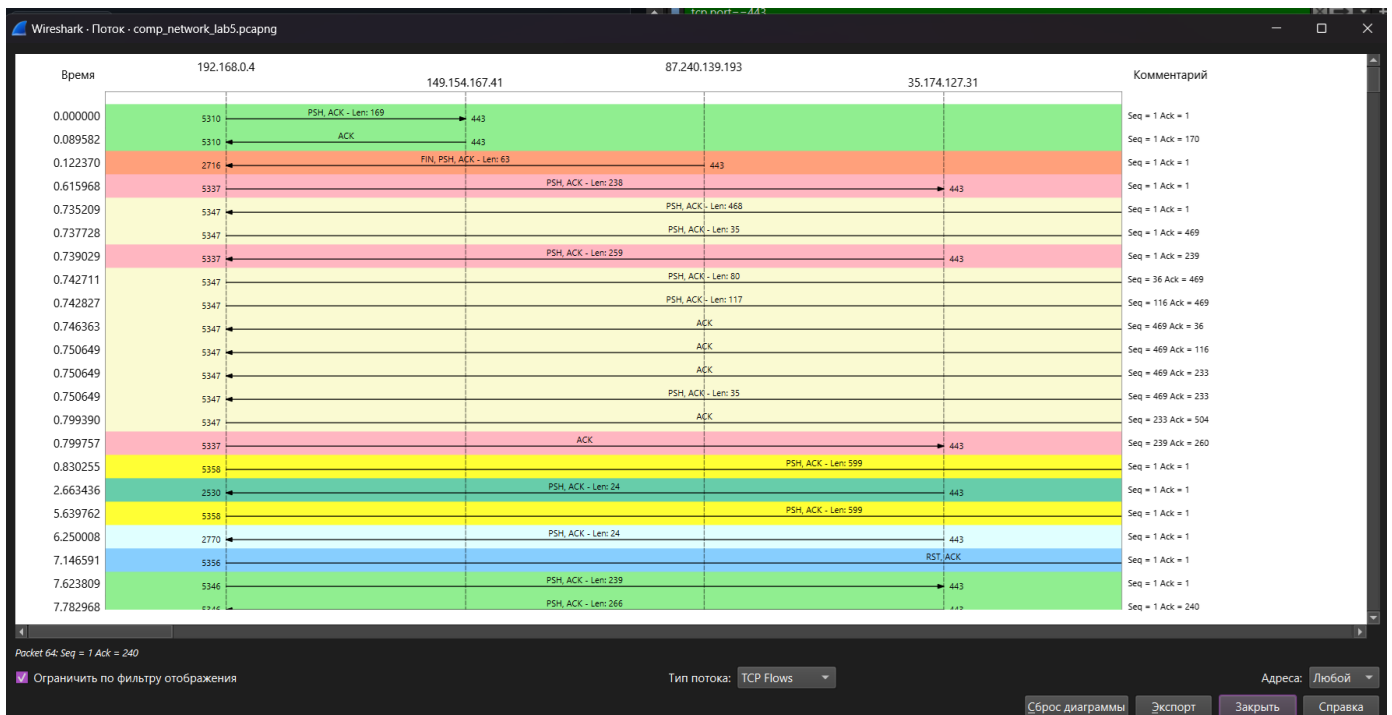 tcp.port==443
Wireshark · Поток · comp_network_lab5.pcapng
Время 192.168.0.4 149.154.167.41 87.240.139.193 35.174.127.31 Комментарий
0.000000 5310 PSH, ACK - Len: 169 443 Seq = 1 Ack = 1
0.089582 5310 ACK 443 Seq = 1 Ack = 170
0.122370 2716 FIN, PSH, ACK - Len: 63 443 Seq = 1 Ack = 1
0.615968 5337 PSH, ACK - Len: 238 443 Seq = 1 Ack = 1
0.735209 5347 PSH, ACK - Len: 468 Seq = 1 Ack = 1
0.737728 5347 PSH, ACK - Len: 35 Seq = 1 Ack = 469
0.739029 5337 PSH, ACK - Len: 259 443 Seq = 1 Ack = 239
0.742711 5347 PSH, ACK - Len: 80 Seq = 36 Ack = 469
0.742827 5347 PSH, ACK - Len: 117 Seq = 116 Ack = 469
0.746363 5347 ACK Seq = 469 Ack = 36
0.750649 5347 ACK Seq = 469 Ack = 116
0.750649 5347 ACK Seq = 469 Ack = 233
0.750649 5347 PSH, ACK - Len: 35 Seq = 469 Ack = 233
0.799390 5347 ACK Seq = 233 Ack = 504
0.799757 5337 ACK 443 Seq = 239 Ack = 260
0.830255 5358 PSH, ACK - Len: 599 Seq = 1 Ack = 1
2.663436 2530 PSH, ACK - Len: 24 443 Seq = 1 Ack = 1
5.639762 5358 PSH, ACK - Len: 599 Seq = 1 Ack = 1
6.250008 2770 PSH, ACK - Len: 24 443 Seq = 1 Ack = 1
7.146591 5356 RST, ACK Seq = 1 Ack = 1
7.623809 5346 PSH, ACK - Len: 239 443 Seq = 1 Ack = 1
7.782968 5346 PSH, ACK - Len: 266 443 Seq = 1 Ack = 240
Packet 64: Seq = 1 Ack = 240
Ограничить по фильтру отображения Тип потока: TCP Flows Адреса: Любой
Сброс диаграммы Экспорт Закрыть Справка